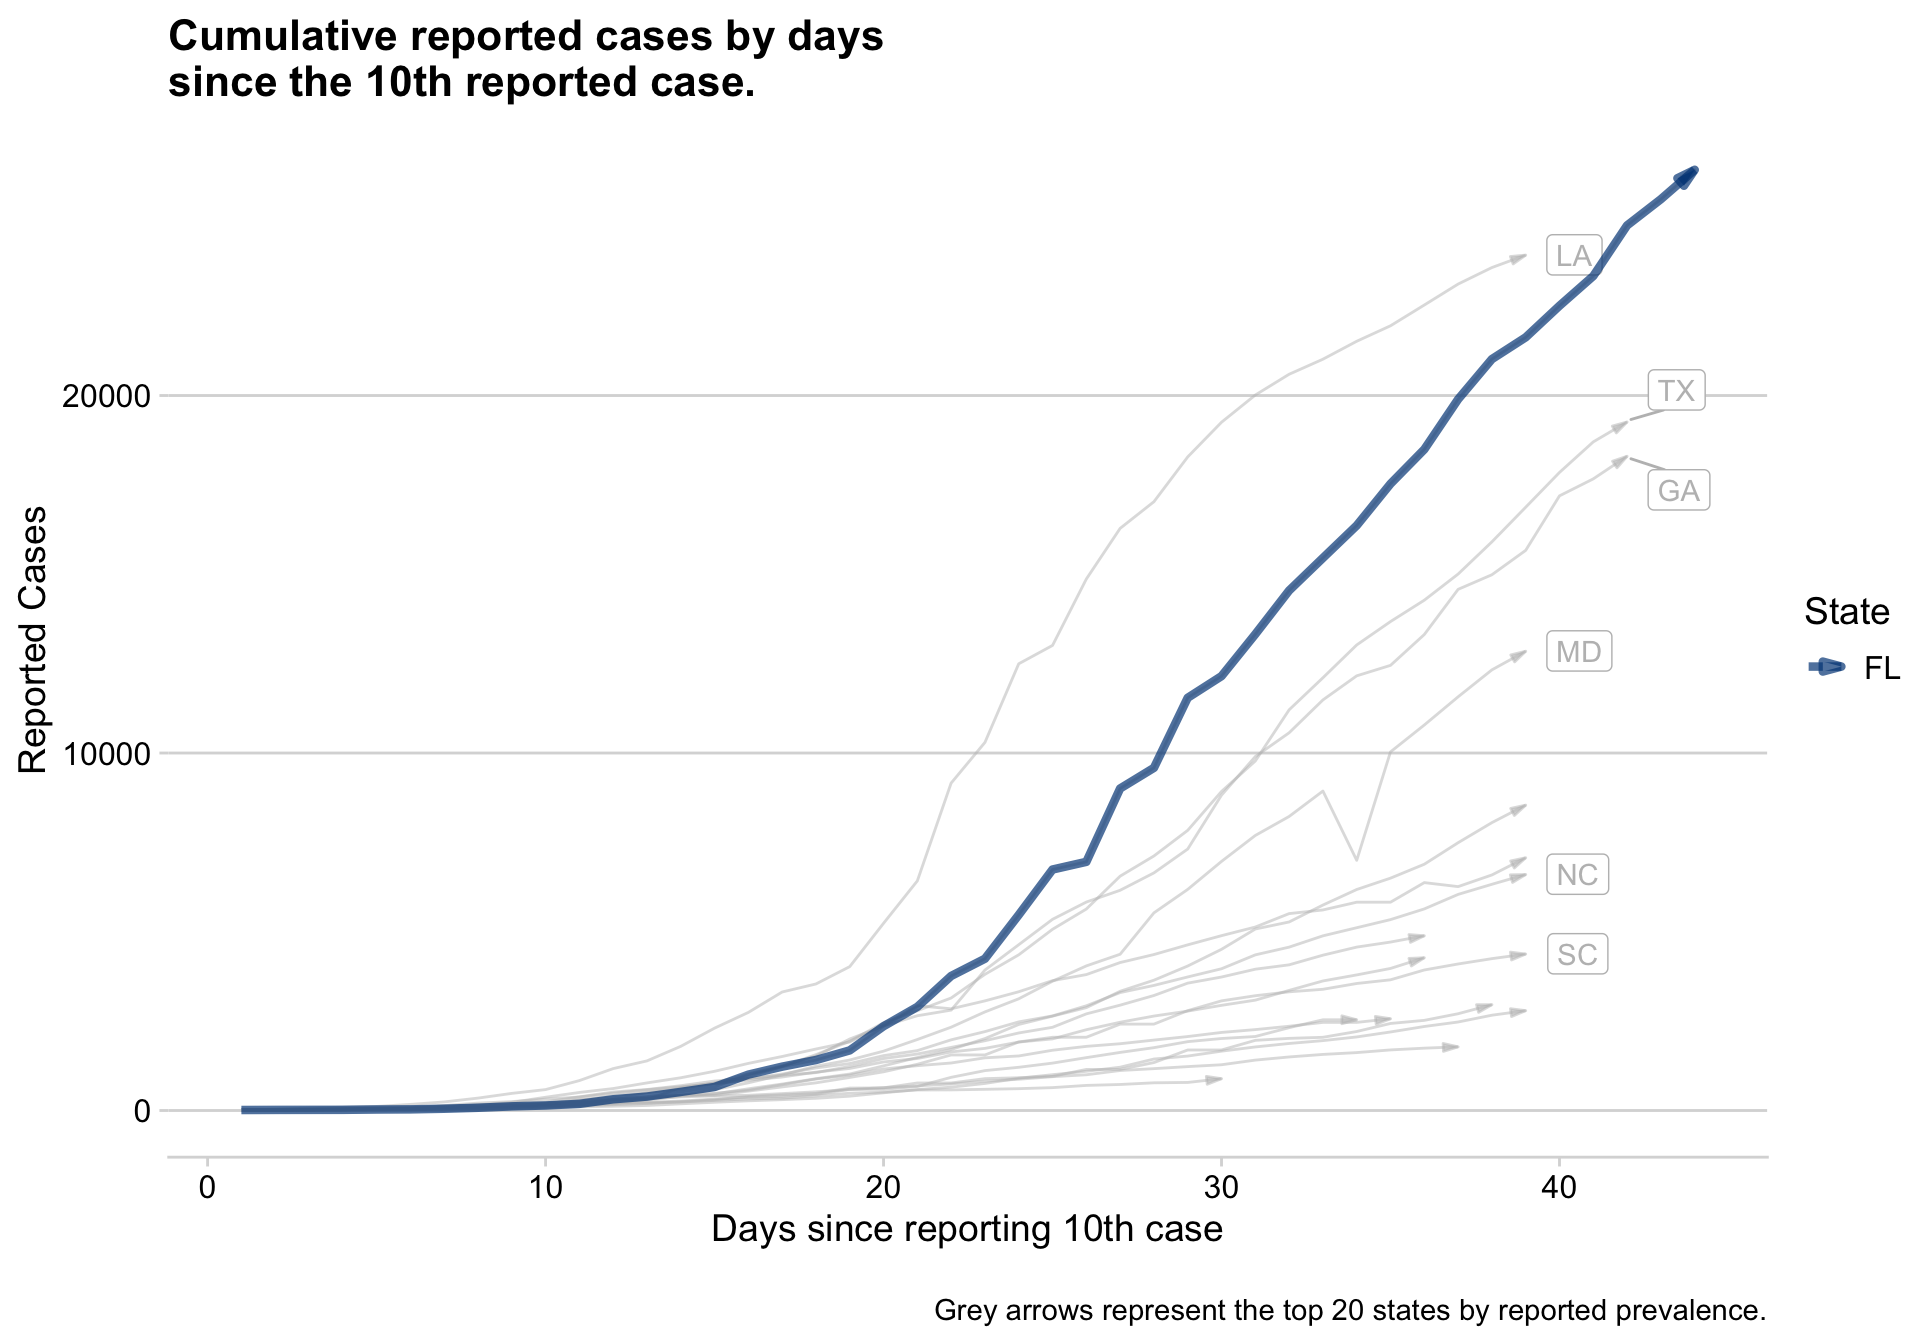 Cumulative reported cases by days
since the 10th reported case.
LA
20000
TX
GA
Reported Cases
State
MD
FL
10000
NC
SC
0
0 10 20 30 40
Days since reporting 10th case
Grey arrows represent the top 20 states by reported prevalence.